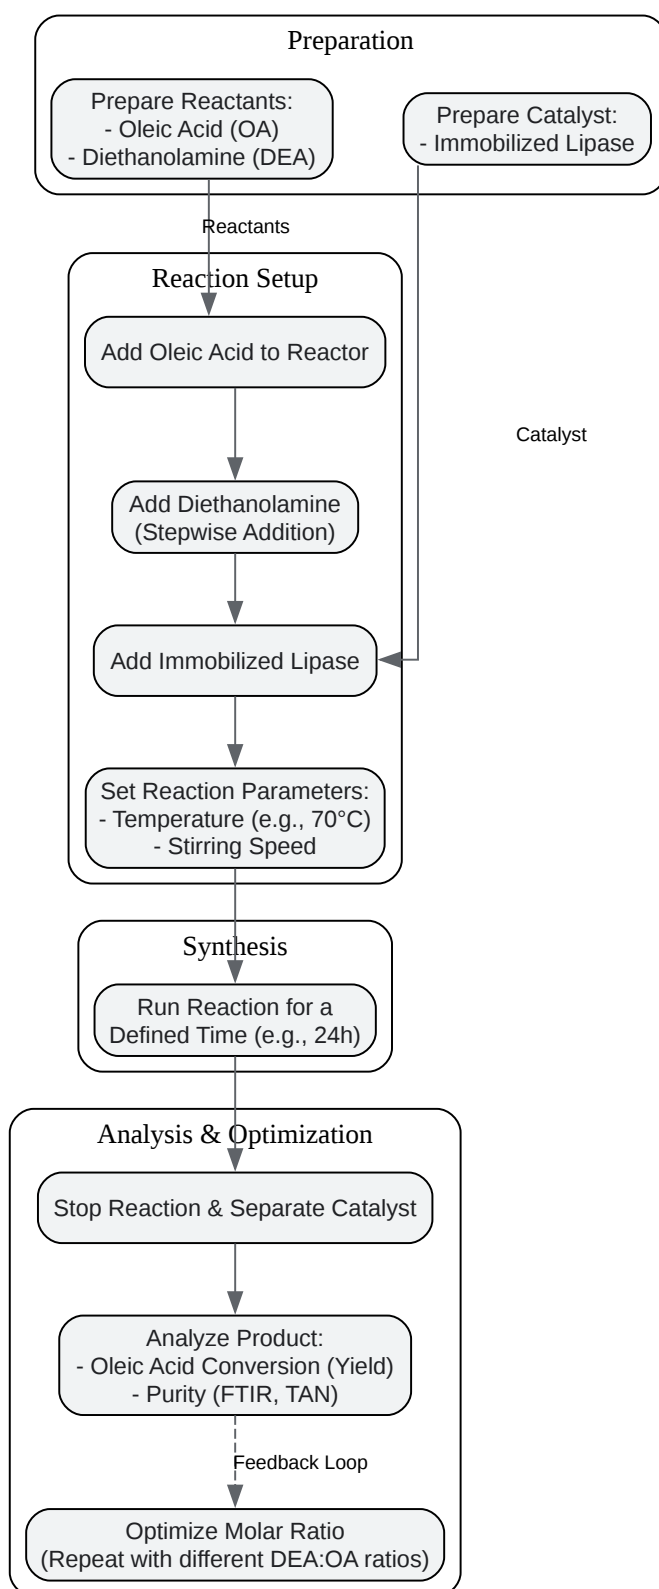 Preparation
Prepare Reactants:
- Oleic Acid (OA)
- Diethanolamine (DEA)
Prepare Catalyst:
- Immobilized Lipase
Reactants
Reaction Setup
Add Oleic Acid to Reactor
Catalyst
Add Diethanolamine
(Stepwise Addition)
Add Immobilized Lipase
Set Reaction Parameters:
- Temperature (e.g., 70°C)
- Stirring Speed
Synthesis
Run Reaction for a
Defined Time (e.g., 24h)
Analysis & Optimization
Stop Reaction & Separate Catalyst
Analyze Product:
- Oleic Acid Conversion (Yield)
- Purity (FTIR, TAN)
Feedback Loop
Optimize Molar Ratio
(Repeat with different DEA:OA ratios)